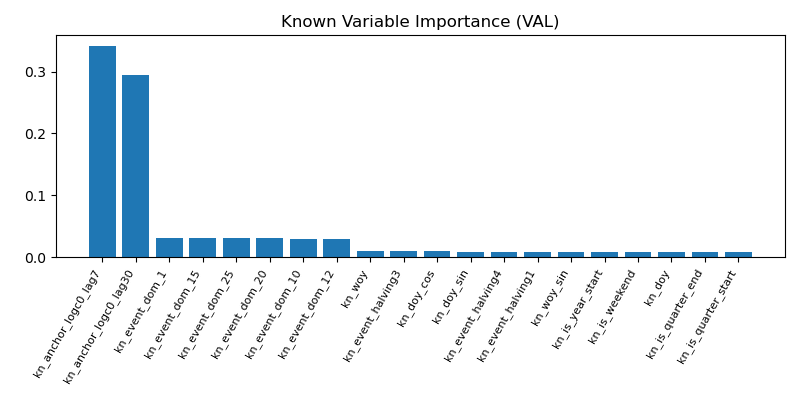 Known Variable Importance (VAL)
0.3
0.2
0.1
0.0
kn_anchor_logc0_lag7
kn_anchor_logc0_lag30
kn_event_dom_1
kn_event_dom_15
kn_event_dom_25
kn_event_dom_20
kn_event_dom_10
kn_event_dom_12
kn_woy
kn_event_halving3
kn_doy_cos
kn_doy_sin
kn_event_halving4
kn_event_halving1
kn_woy_sin
kn_is_year_start
kn_is_weekend
kn_doy
kn_is_quarter_end
kn_is_quarter_start